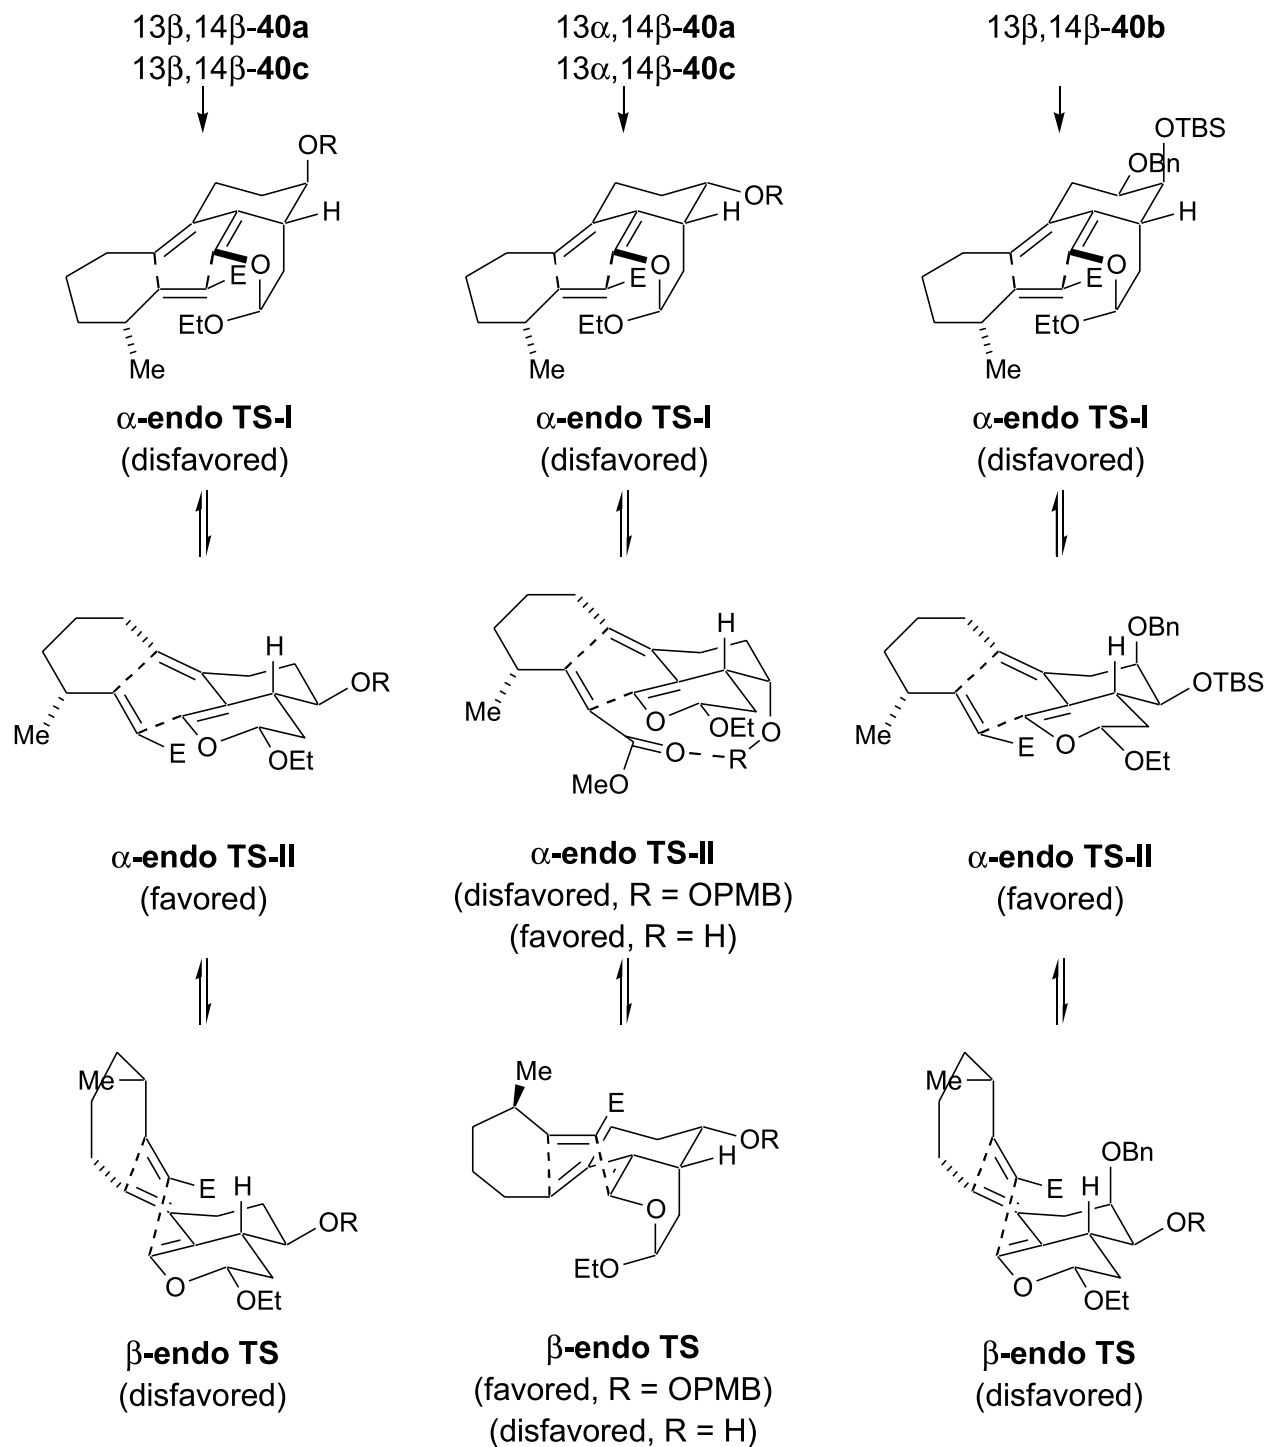 13β,14β-40a
13β,14β-40c
13α,14β-40a
13α,14β-40c
13β,14β-40b
OR
H
O
E
EtO
Me
α-endo TS-I
(disfavored)
OR
H
O
E
EtO
Me
α-endo TS-I
(disfavored)
OTBS
OBn
H
O
E
EtO
Me
α-endo TS-I
(disfavored)
H
OR
Me
E
O
OEt
α-endo TS-II
(favored)
H
Me
O
OEt
O
O
R
MeO
α-endo TS-II
(disfavored, R = OPMB)
(favored, R = H)
OBn
H
OTBS
Me
E
O
OEt
α-endo TS-II
(favored)
Me
E
H
OR
O
OEt
β-endo TS
(disfavored)
Me
E
OR
H
O
EtO
β-endo TS
(favored, R = OPMB)
(disfavored, R = H)
Me
OBn
E
H
OR
O
OEt
β-endo TS
(disfavored)